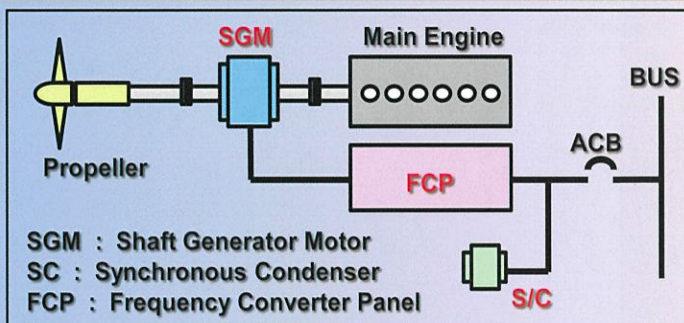 SGM
Main Engine
BUS
ACB
Propeller
FCP
SGM : Shaft Generator Motor
SC : Synchronous Condenser
S/C
FCP : Frequency Converter Panel